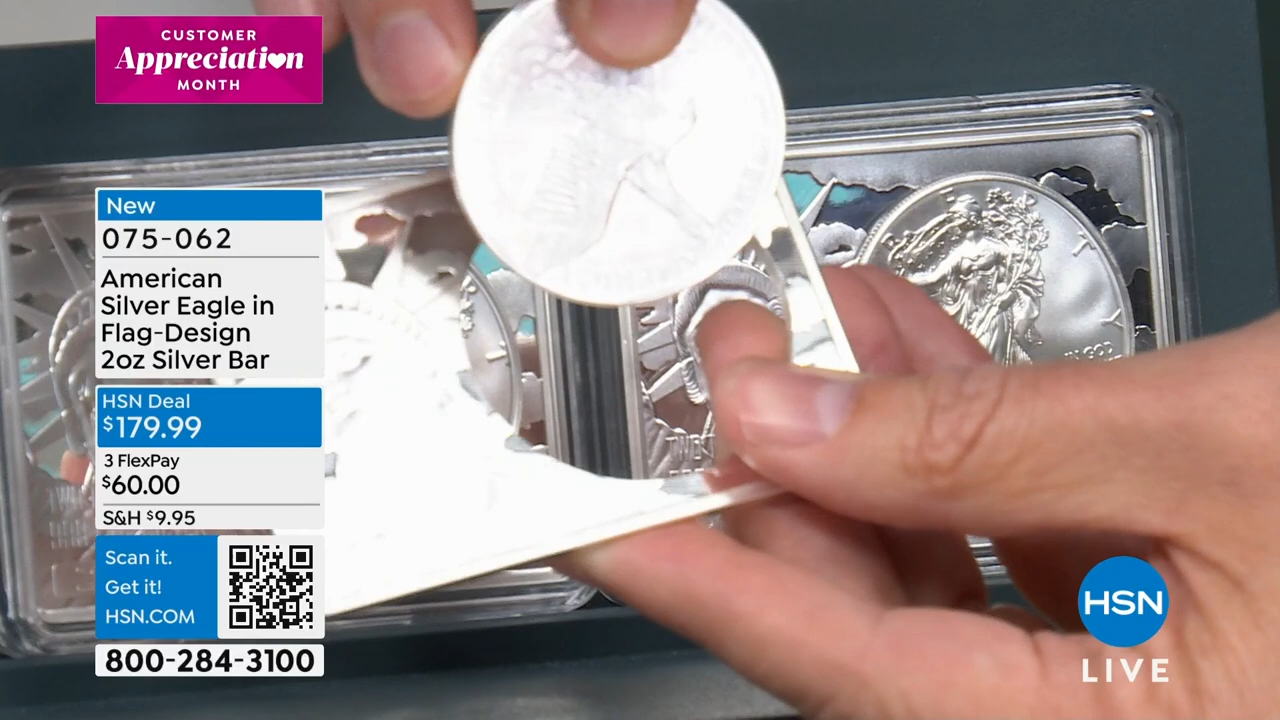 CUSTOMER
Appreciation
MONTH
New
075-062
American
Silver Eagle in
Flag-Design
2oz Silver Bar
HSN Deal
$179.99
3 FlexPay
$60.00
S&H $9.95
Scan it.
Get it!
HSN.COM
800-284-3100
HSN
LIVE